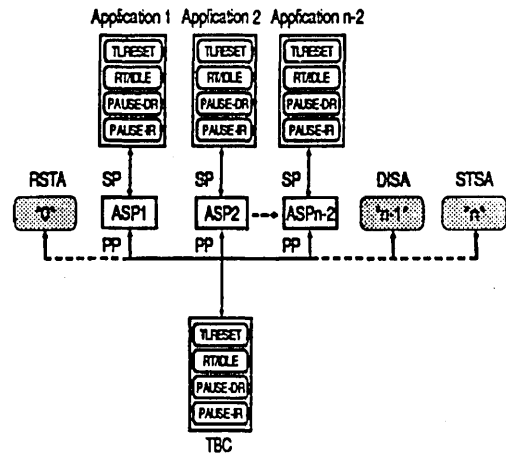 Application 1 Application 2 Application n-2
TLRESET TLRESET TLRESET
RT/IDLE RT/IDLE RT/IDLE
PAUSE-DR PAUSE-DR PAUSE-DR
PAUSE-IR PAUSE-IR PAUSE-IR
RSTA SP SP SP DISA STSA
"0" ASP1 ASP2 ASPn-2 "n-1" "n"
PP PP PP
TLRESET
RT/IDLE
PAUSE-DR
PAUSE-IR
TBC